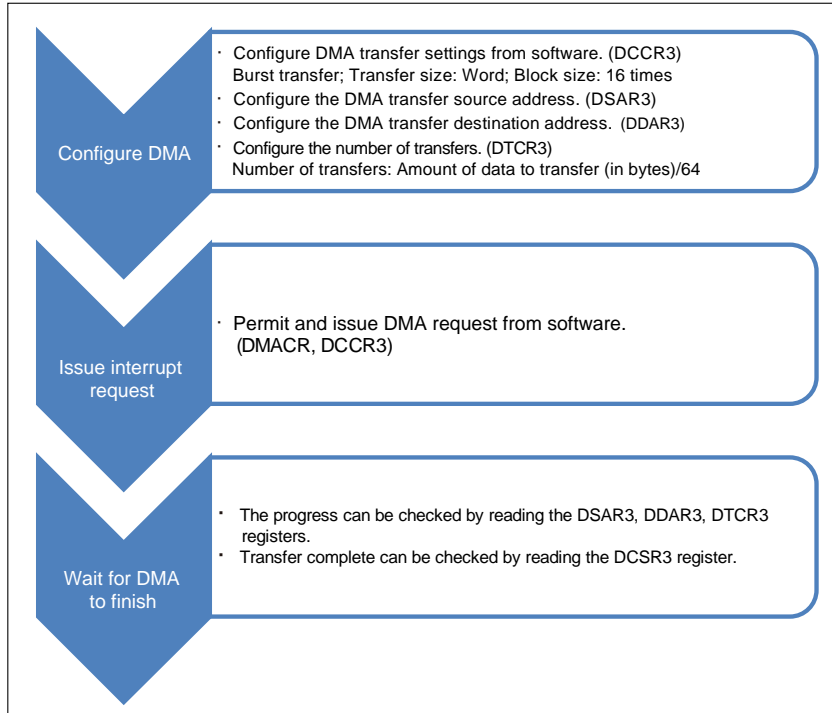 Configure DMA
· Configure DMA transfer settings from software. (DCCR3)
Burst transfer; Transfer size: Word; Block size: 16 times
· Configure the DMA transfer source address. (DSAR3)
· Configure the DMA transfer destination address. (DDAR3)
· Configure the number of transfers. (DTCR3)
Number of transfers: Amount of data to transfer (in bytes)/64
Issue interrupt
request
· Permit and issue DMA request from software.
(DMACR, DCCR3)
Wait for DMA
to finish
· The progress can be checked by reading the DSAR3, DDAR3, DTCR3
registers.
· Transfer complete can be checked by reading the DCSR3 register.